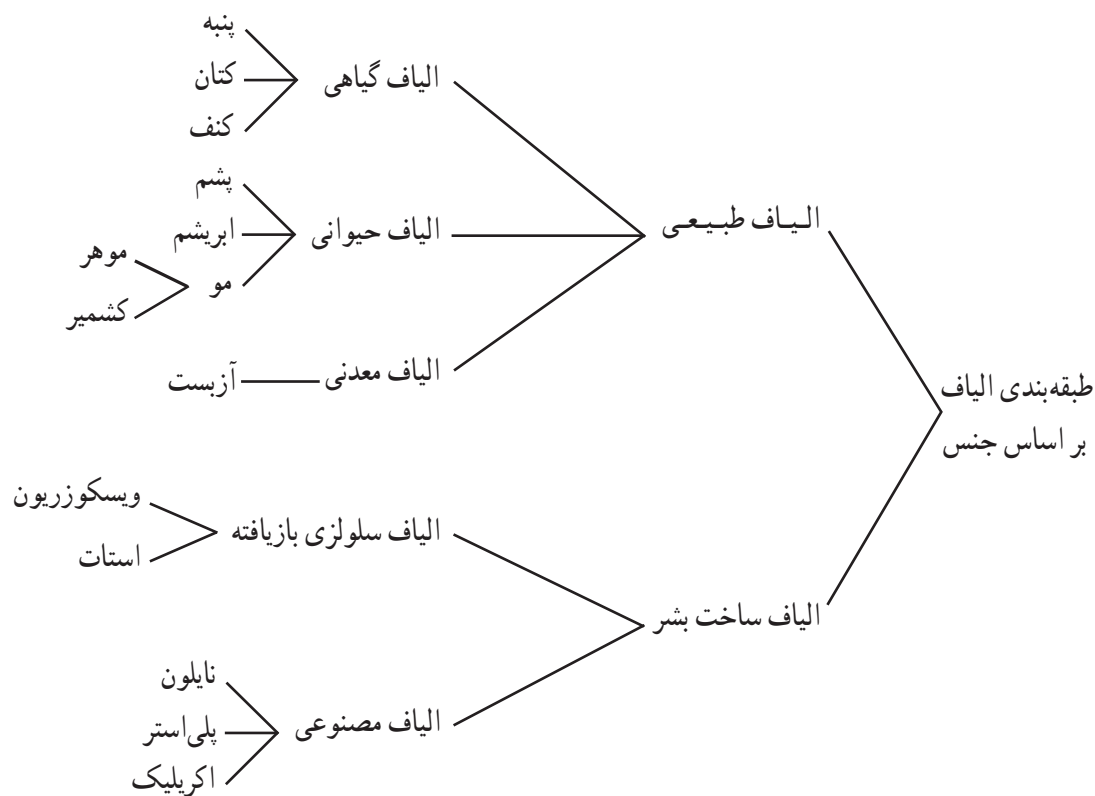 طبقه‌بندی الیاف
بر اساس جنس
الیاف طبیعی
الیاف گیاهی
پنبه
کتان
کنف
الیاف حیوانی
پشم
ابریشم
مو
موهر
کشمیر
الیاف معدنی
آزبست
الیاف ساخت بشر
الیاف سلولزی بازیافته
ویسکوزریون
استات
الیاف مصنوعی
نایلون
پلی‌استر
اکریلیک